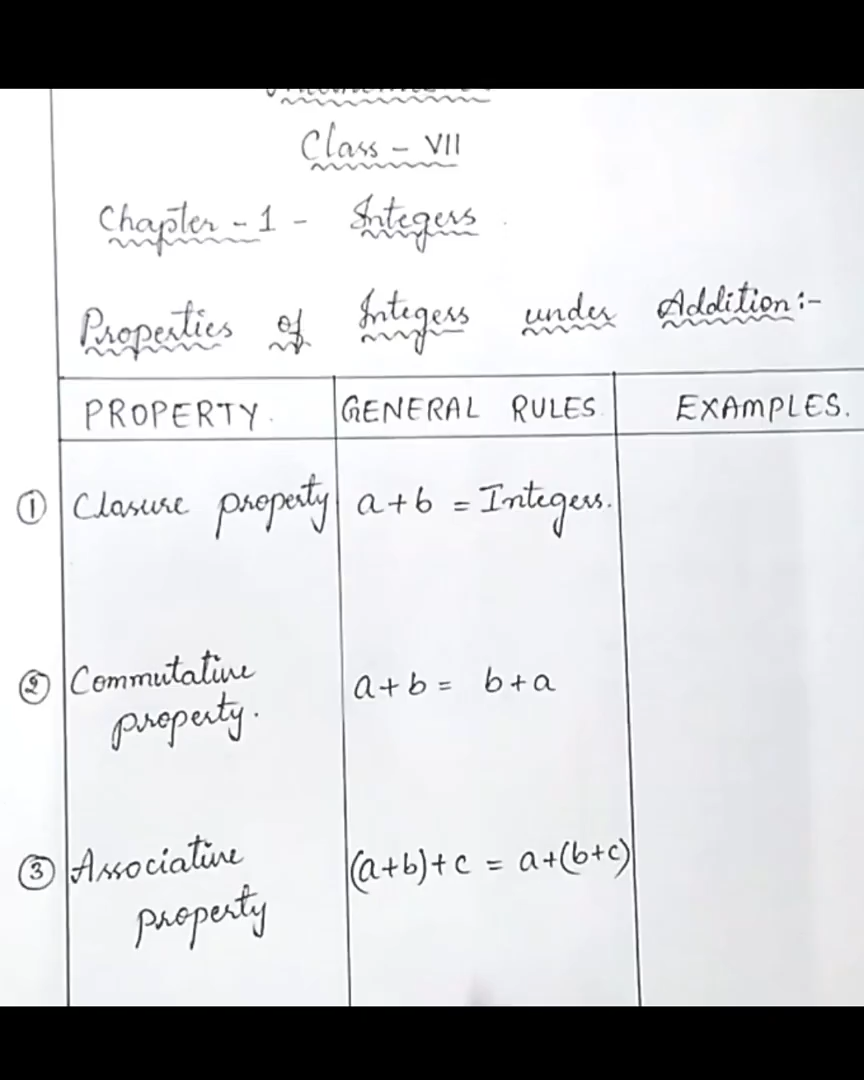 Class - VII
Chapter - 1 - Integers
Properties of Integers under Addition:-
PROPERTY. GENERAL RULES. EXAMPLES.
① Closure property a+b = Integers.
② Commutative property. a+b = b+a
③ Associative property (a+b)+c = a+(b+c)